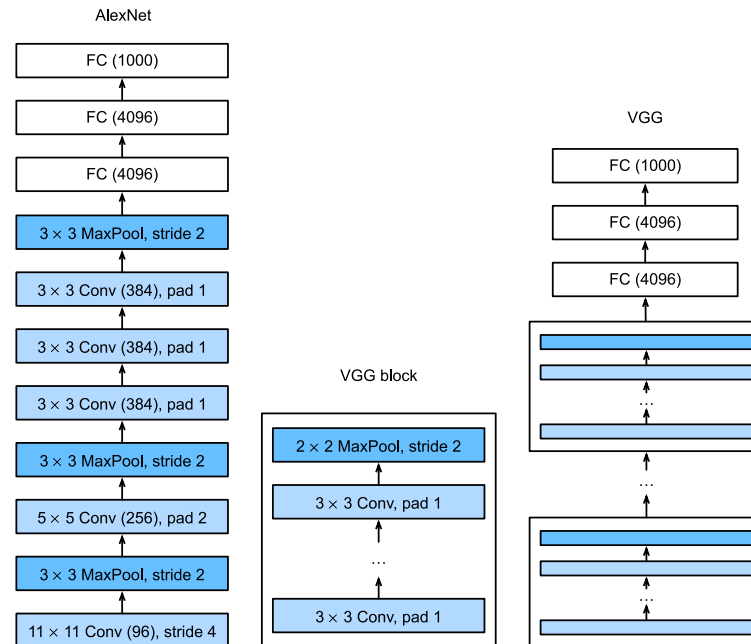 AlexNet
FC (1000)
FC (4096)
FC (4096)
3 × 3 MaxPool, stride 2
3 × 3 Conv (384), pad 1
3 × 3 Conv (384), pad 1
3 × 3 Conv (384), pad 1
3 × 3 MaxPool, stride 2
5 × 5 Conv (256), pad 2
3 × 3 MaxPool, stride 2
11 × 11 Conv (96), stride 4
VGG block
2 × 2 MaxPool, stride 2
3 × 3 Conv, pad 1
...
3 × 3 Conv, pad 1
VGG
FC (1000)
FC (4096)
FC (4096)
...
...
...